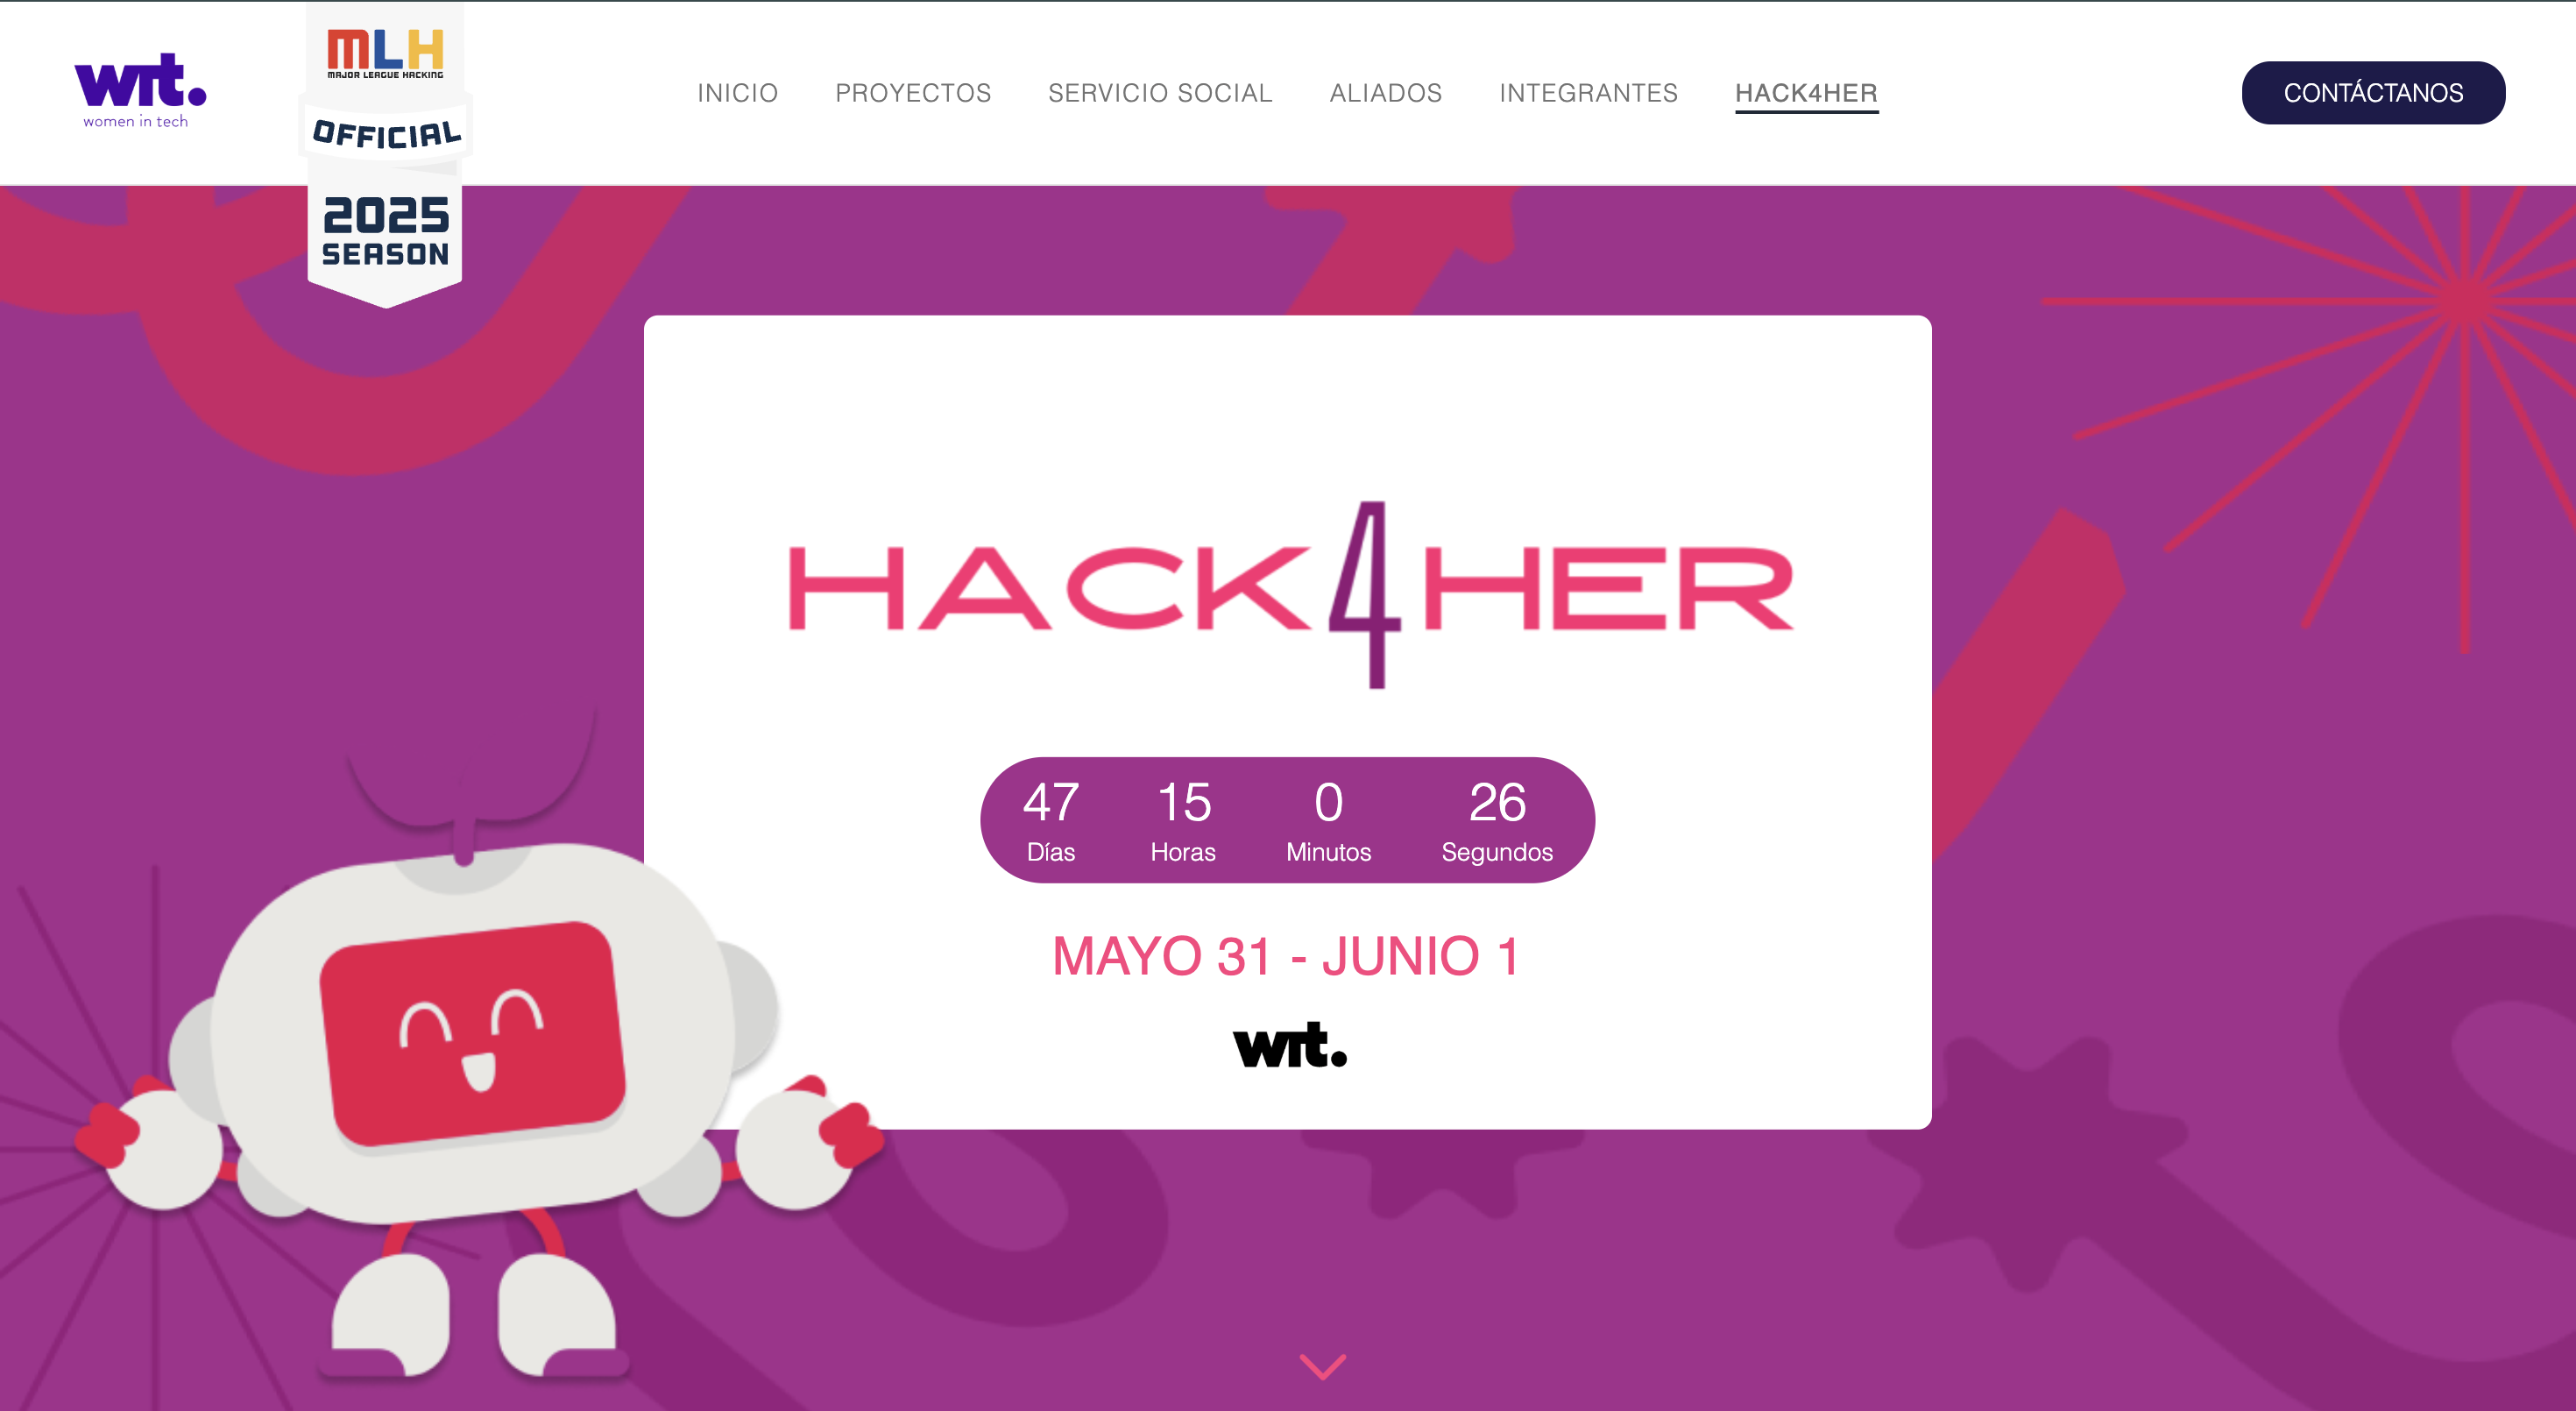 wit.
women in tech
MLH
MAJOR LEAGUE HACKING
OFFICIAL
2025
SEASON
INICIO PROYECTOS SERVICIO SOCIAL ALIADOS INTEGRANTES HACK4HER
CONTÁCTANOS
HACK4HER
47 15 0 26
Días Horas Minutos Segundos
MAYO 31 - JUNIO 1
wit.